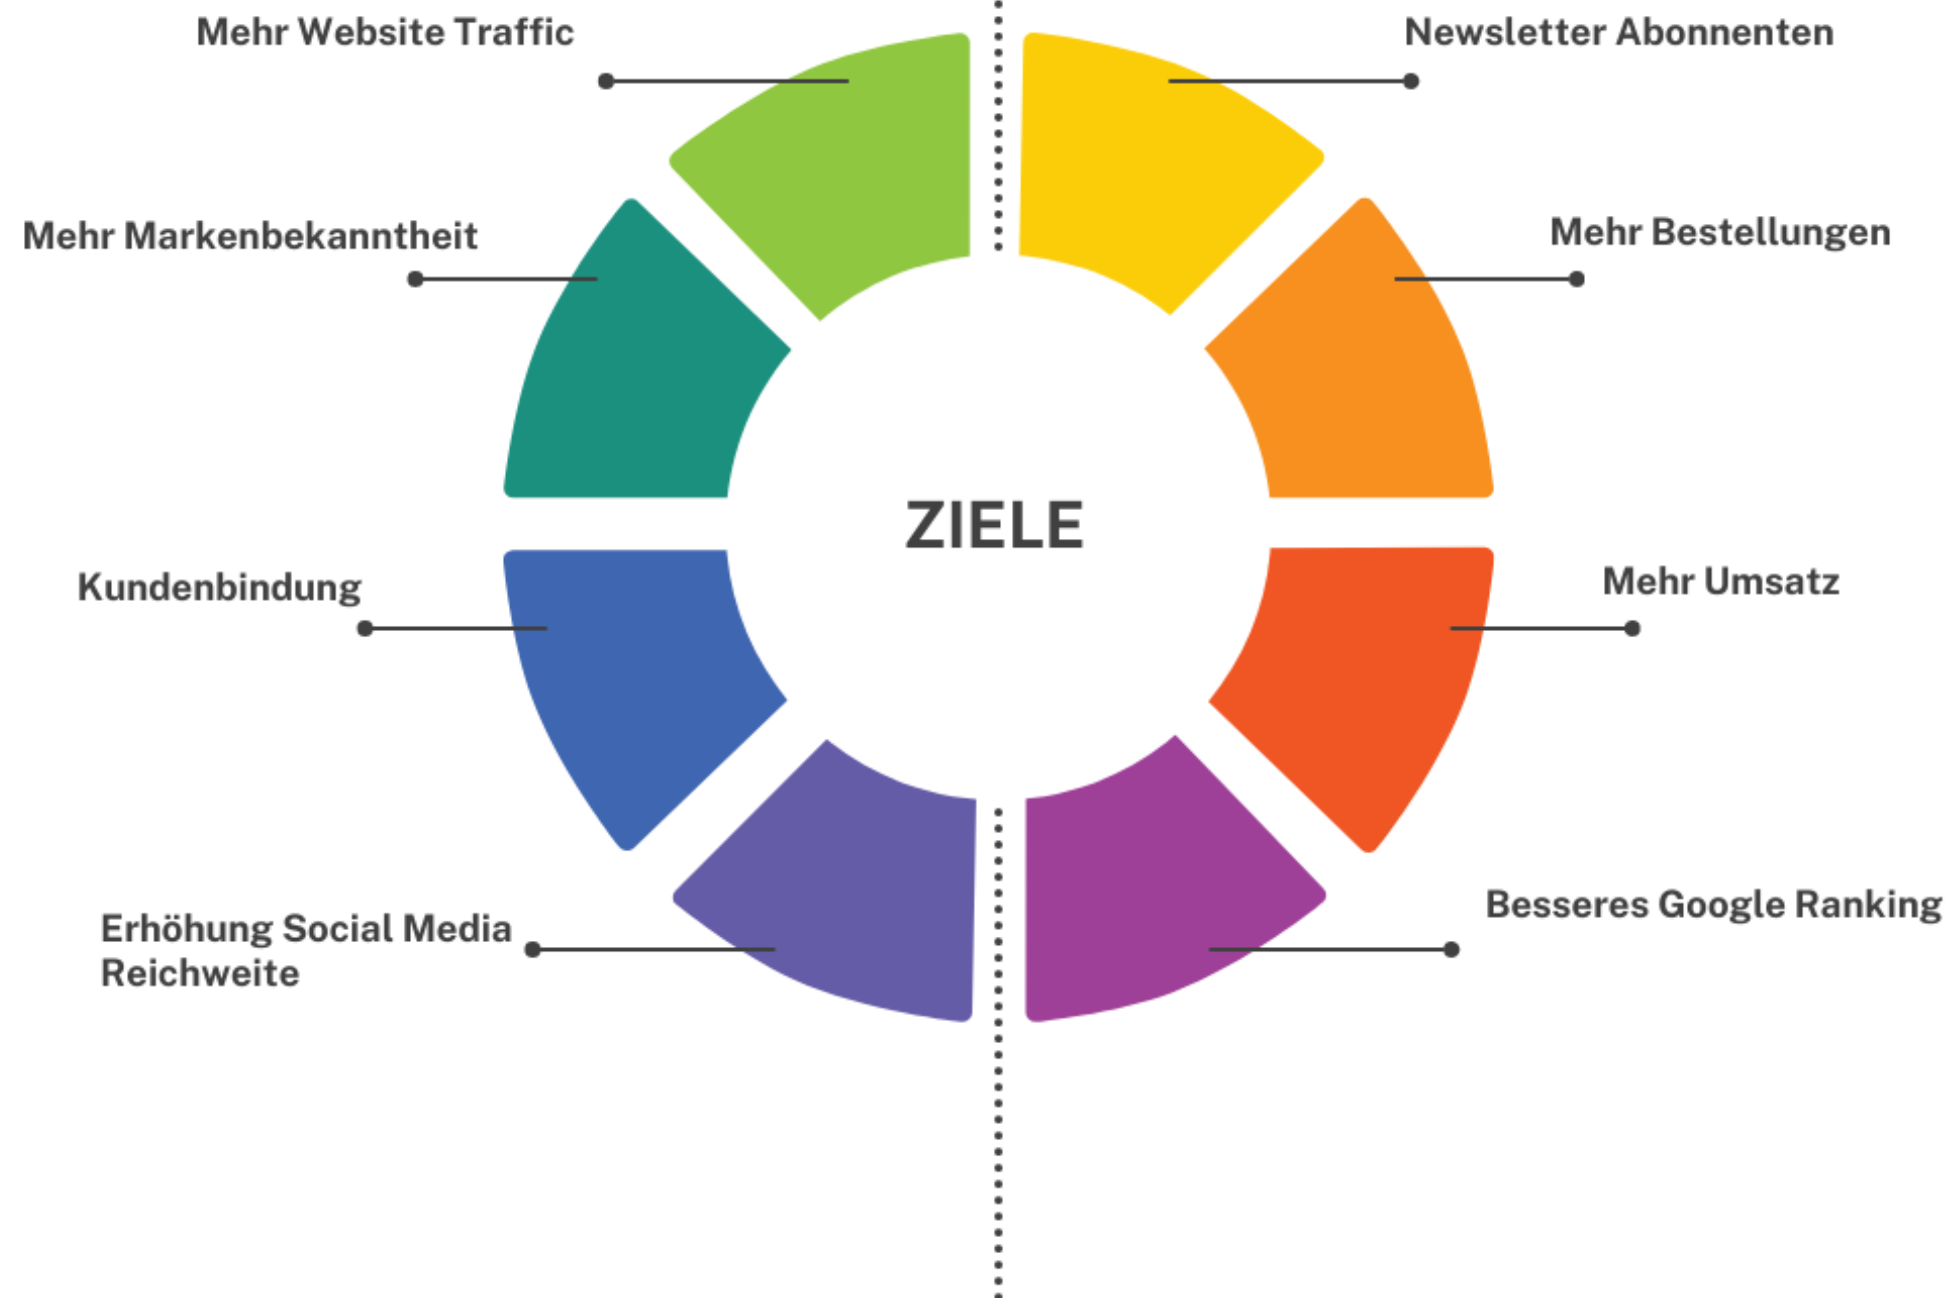 Mehr Website Traffic
Newsletter Abonnenten
Mehr Markenbekanntheit
Mehr Bestellungen
ZIELE
Kundenbindung
Mehr Umsatz
Erhöhung Social Media
Reichweite
Besseres Google Ranking